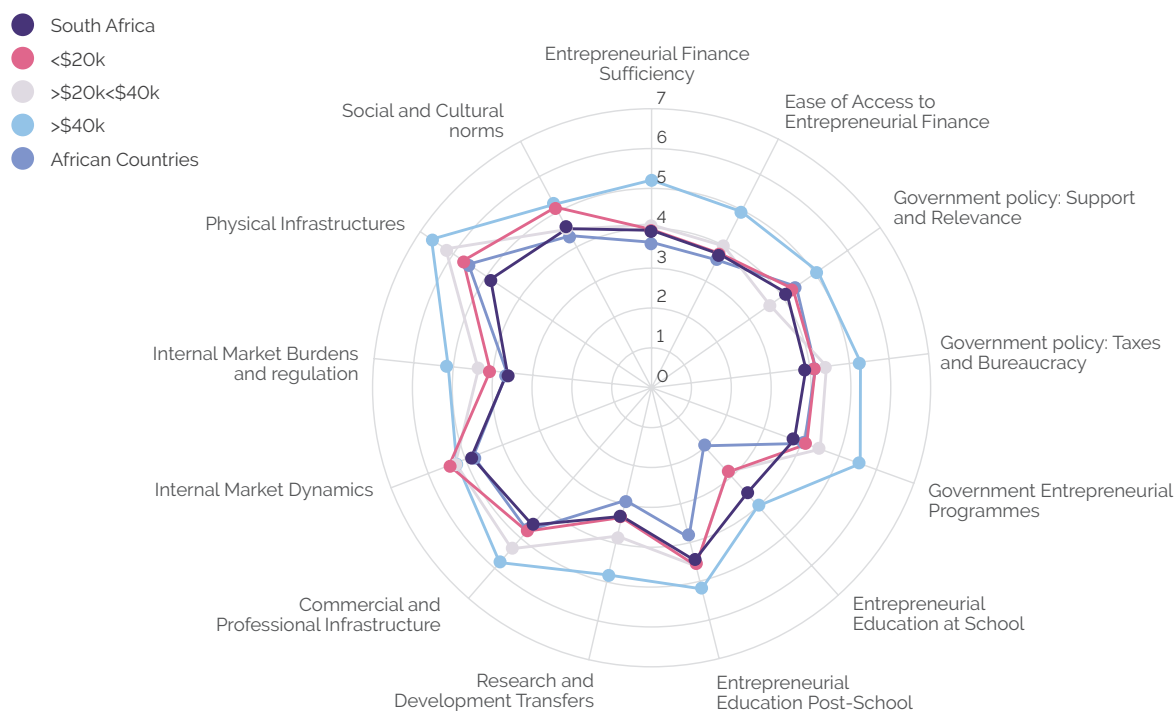 South Africa
<$20k
>$20k<$40k
>$40k
African Countries
Entrepreneurial Finance
Sufficiency
Ease of Access to
Entrepreneurial Finance
Government policy: Support
and Relevance
Government policy: Taxes
and Bureaucracy
Government Entrepreneurial
Programmes
Entrepreneurial
Education at School
Entrepreneurial
Education Post-School
Research and
Development Transfers
Commercial and
Professional Infrastructure
Internal Market Dynamics
Internal Market Burdens
and regulation
Physical Infrastructures
Social and Cultural
norms
7
6
5
4
3
2
1
0